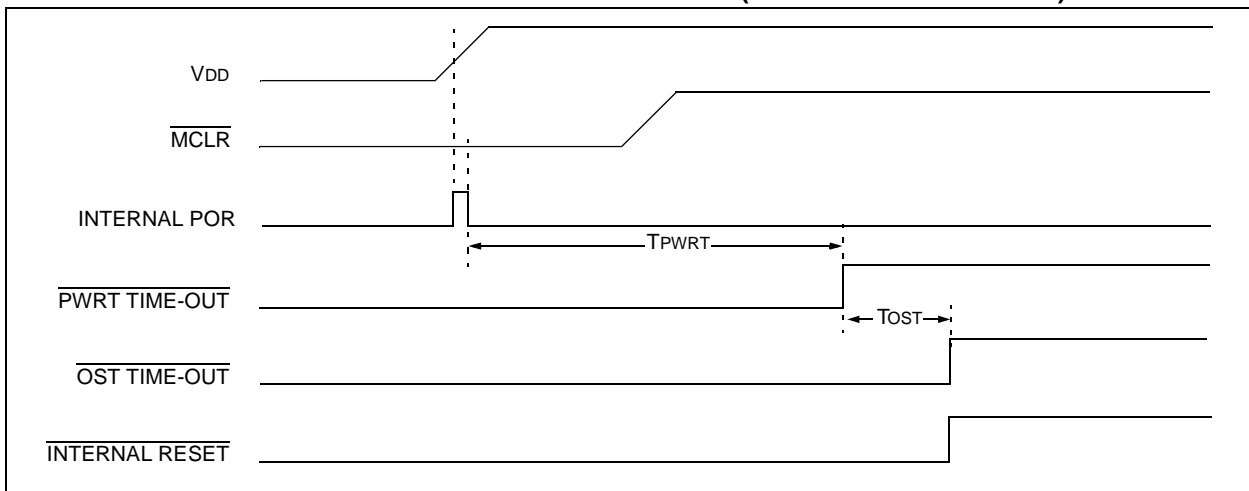 VDD
MCLR
INTERNAL POR
TPWRT
PWRT TIME-OUT
TOST
OST TIME-OUT
INTERNAL RESET